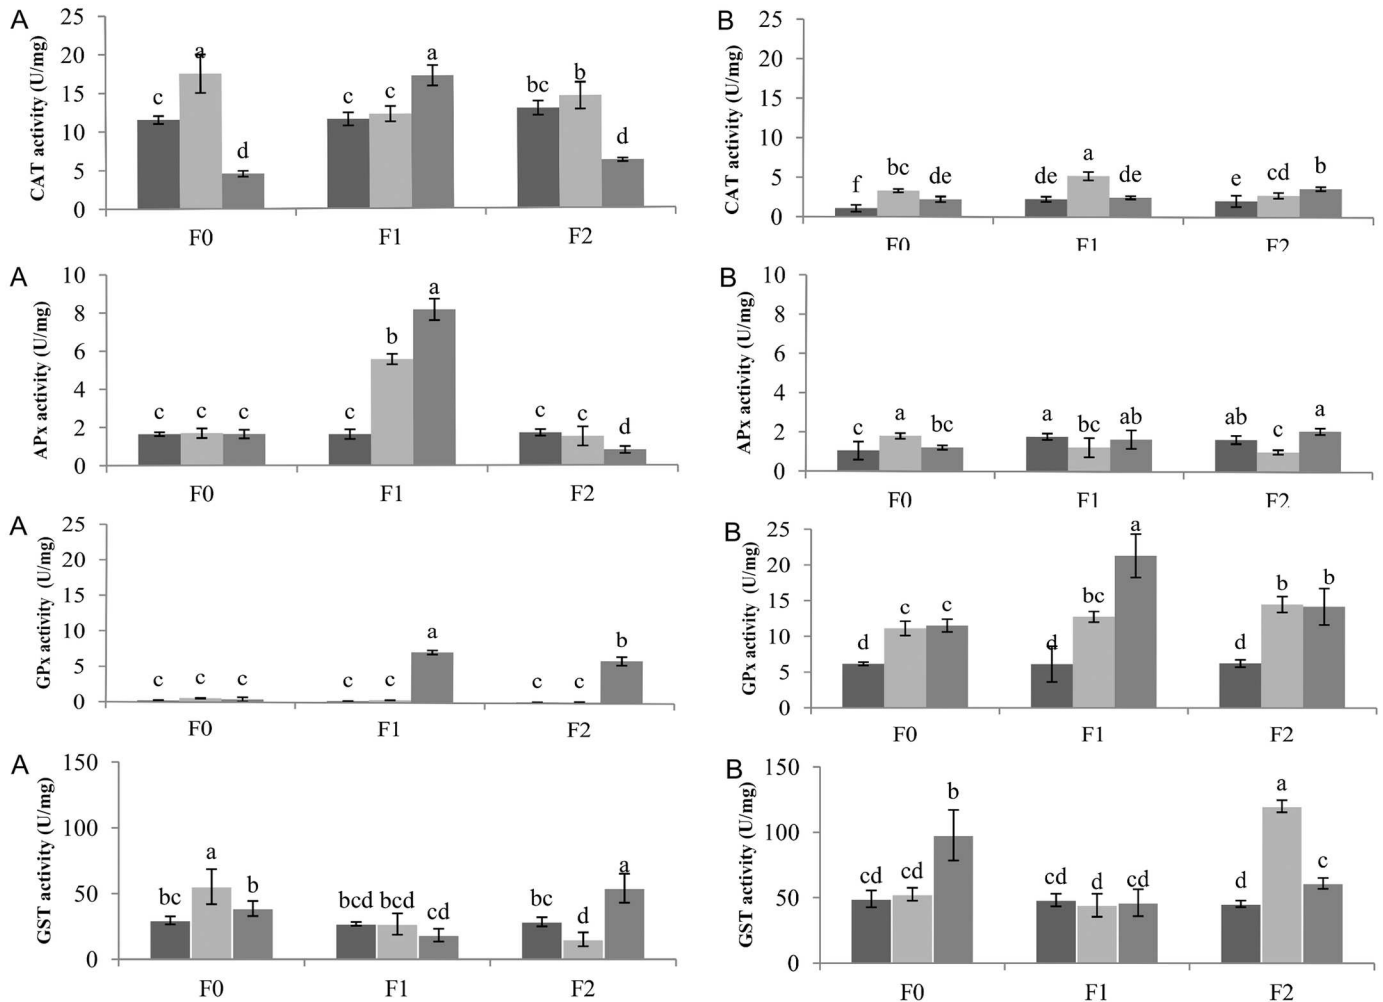 A
CAT activity (U/mg)
25
20
15
10
5
0
c a d
c c a
bc b d
F0 F1 F2
B
CAT activity (U/mg)
25
20
15
10
5
0
f bc de
de a de
e cd b
F0 F1 F2
A
APx activity (U/mg)
10
8
6
4
2
0
c c c
c b a
c c d
F0 F1 F2
B
APx activity (U/mg)
10
8
6
4
2
0
c a bc
a bc ab
ab c a
F0 F1 F2
A
GPx activity (U/mg)
25
20
15
10
5
0
c c c
c c a
c c b
F0 F1 F2
B
GPx activity (U/mg)
25
20
15
10
5
0
d c c
d bc a
d b b
F0 F1 F2
A
GST activity (U/mg)
150
100
50
0
bc a b
bcd bcd cd
bc d a
F0 F1 F2
B
GST activity (U/mg)
150
100
50
0
cd cd b
cd d cd
d a c
F0 F1 F2